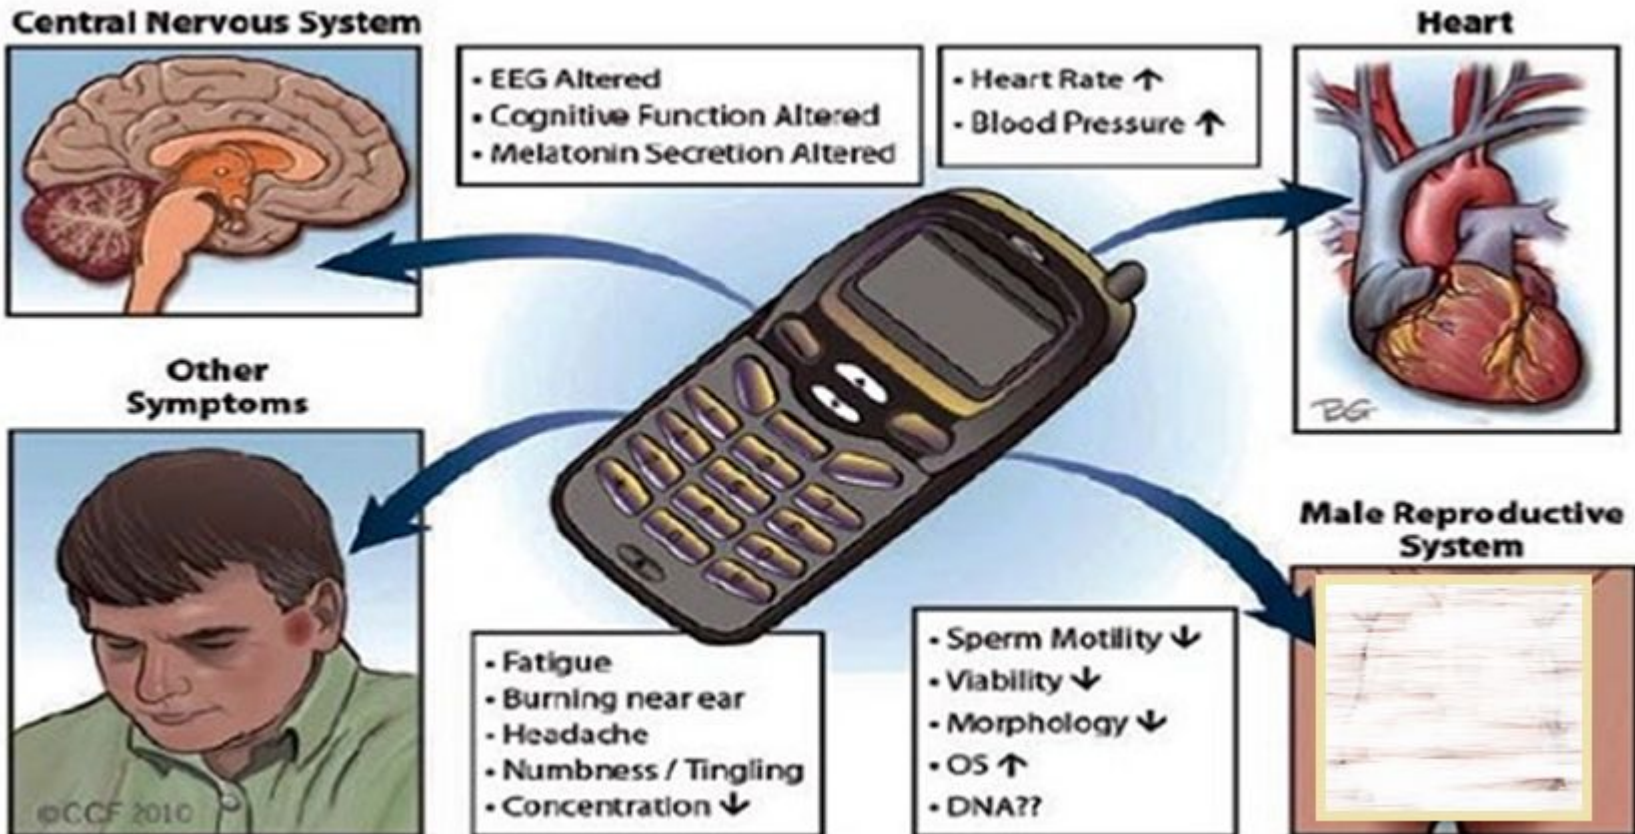 Central Nervous System
• EEG Altered
• Cognitive Function Altered
• Melatonin Secretion Altered
• Heart Rate ↑
• Blood Pressure ↑
Heart
BG
Other
Symptoms
• Fatigue
• Burning near ear
• Headache
• Numbness / Tingling
• Concentration ↓
• Sperm Motility ↓
• Viability ↓
• Morphology ↓
• OS ↑
• DNA??
Male Reproductive
System
©CCF 2010